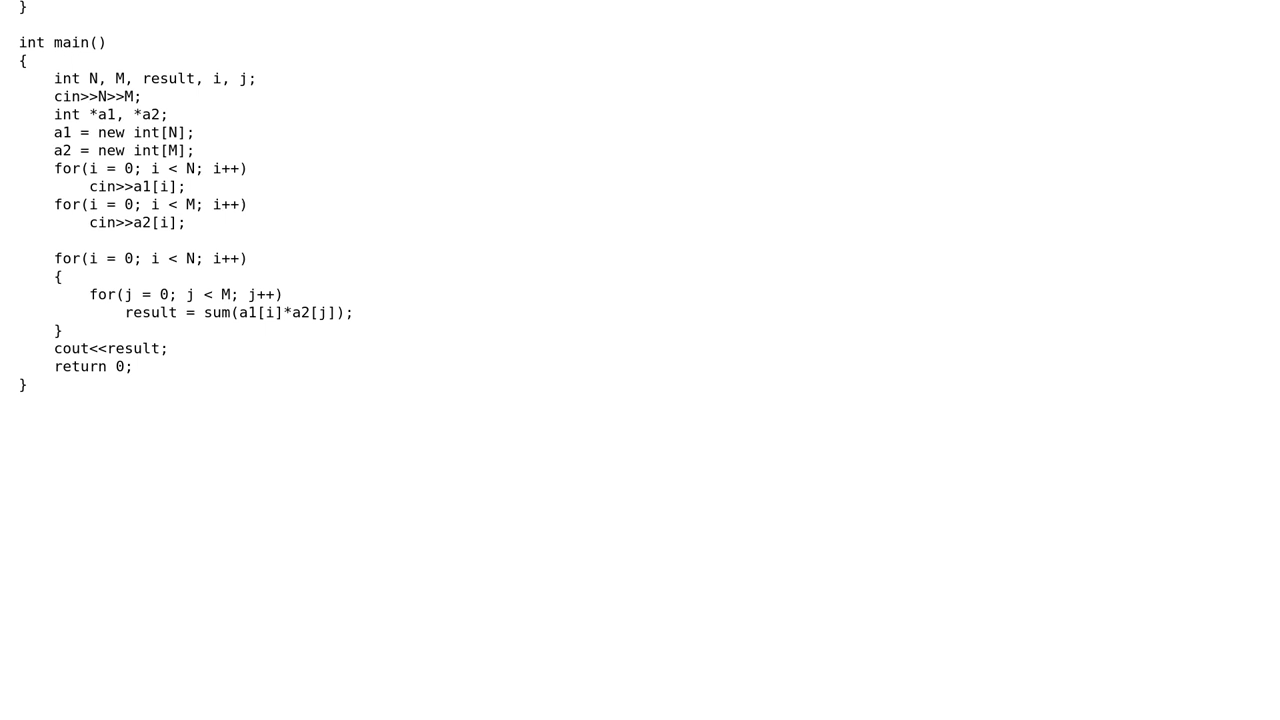 }
int main()
{
    int N, M, result, i, j;
    cin>>N>>M;
    int *a1, *a2;
    a1 = new int[N];
    a2 = new int[M];
    for(i = 0; i < N; i++)
        cin>>a1[i];
    for(i = 0; i < M; i++)
        cin>>a2[i];

    for(i = 0; i < N; i++)
    {
        for(j = 0; j < M; j++)
            result = sum(a1[i]*a2[j]);
    }
    cout<<result;
    return 0;
}